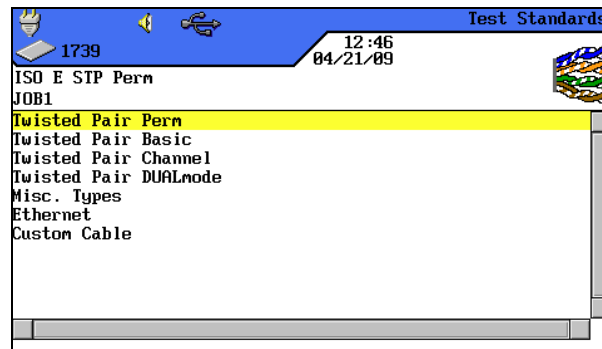 Test Standards
1739
12:46
04/21/09
ISO E STP Perm
JOB1
Twisted Pair Perm
Twisted Pair Basic
Twisted Pair Channel
Twisted Pair DUALmode
Misc. Types
Ethernet
Custom Cable